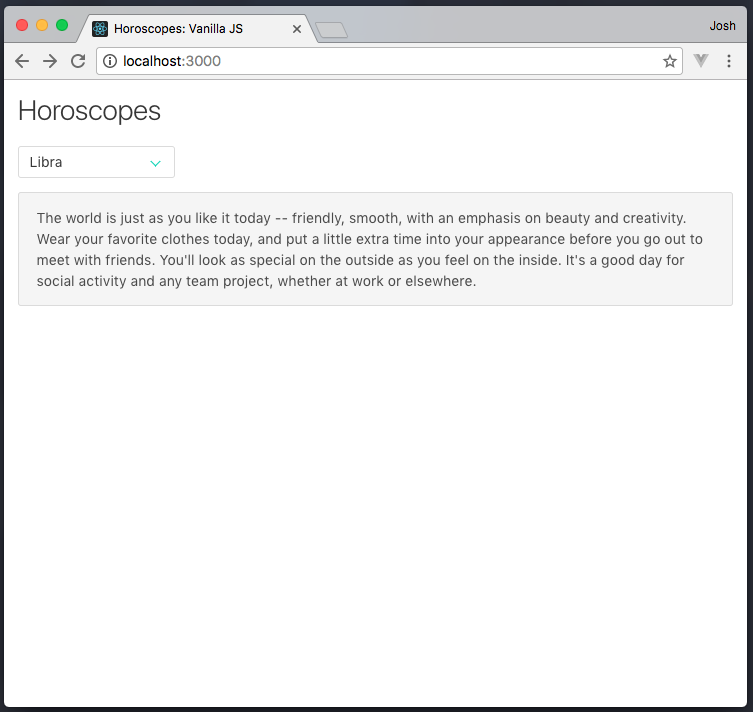 Horoscopes: Vanilla JS
Josh
localhost:3000
Horoscopes
Libra
The world is just as you like it today -- friendly, smooth, with an emphasis on beauty and creativity.
Wear your favorite clothes today, and put a little extra time into your appearance before you go out to
meet with friends. You'll look as special on the outside as you feel on the inside. It's a good day for
social activity and any team project, whether at work or elsewhere.